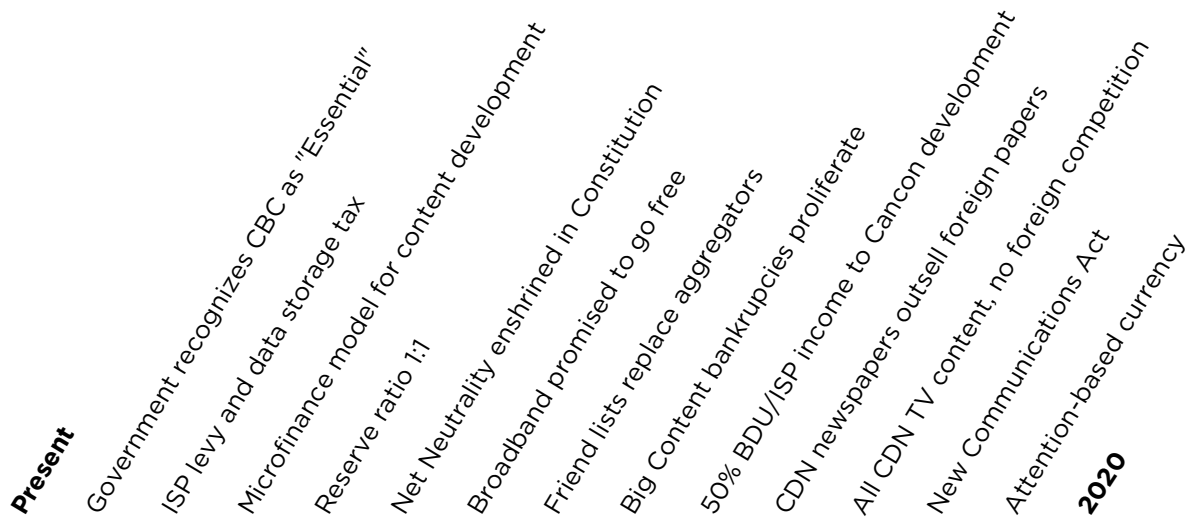 Present
Government recognizes CBC as "Essential"
ISP levy and data storage tax
Microfinance model for content development
Reserve ratio 1:1
Net Neutrality enshrined in Constitution
Broadband promised to go free
Friend lists replace aggregators
Big Content bankrupcies proliferate
50% BDU/ISP income to Cancon development
CDN newspapers outsell foreign papers
All CDN TV content, no foreign competition
New Communications Act
Attention-based currency
2020